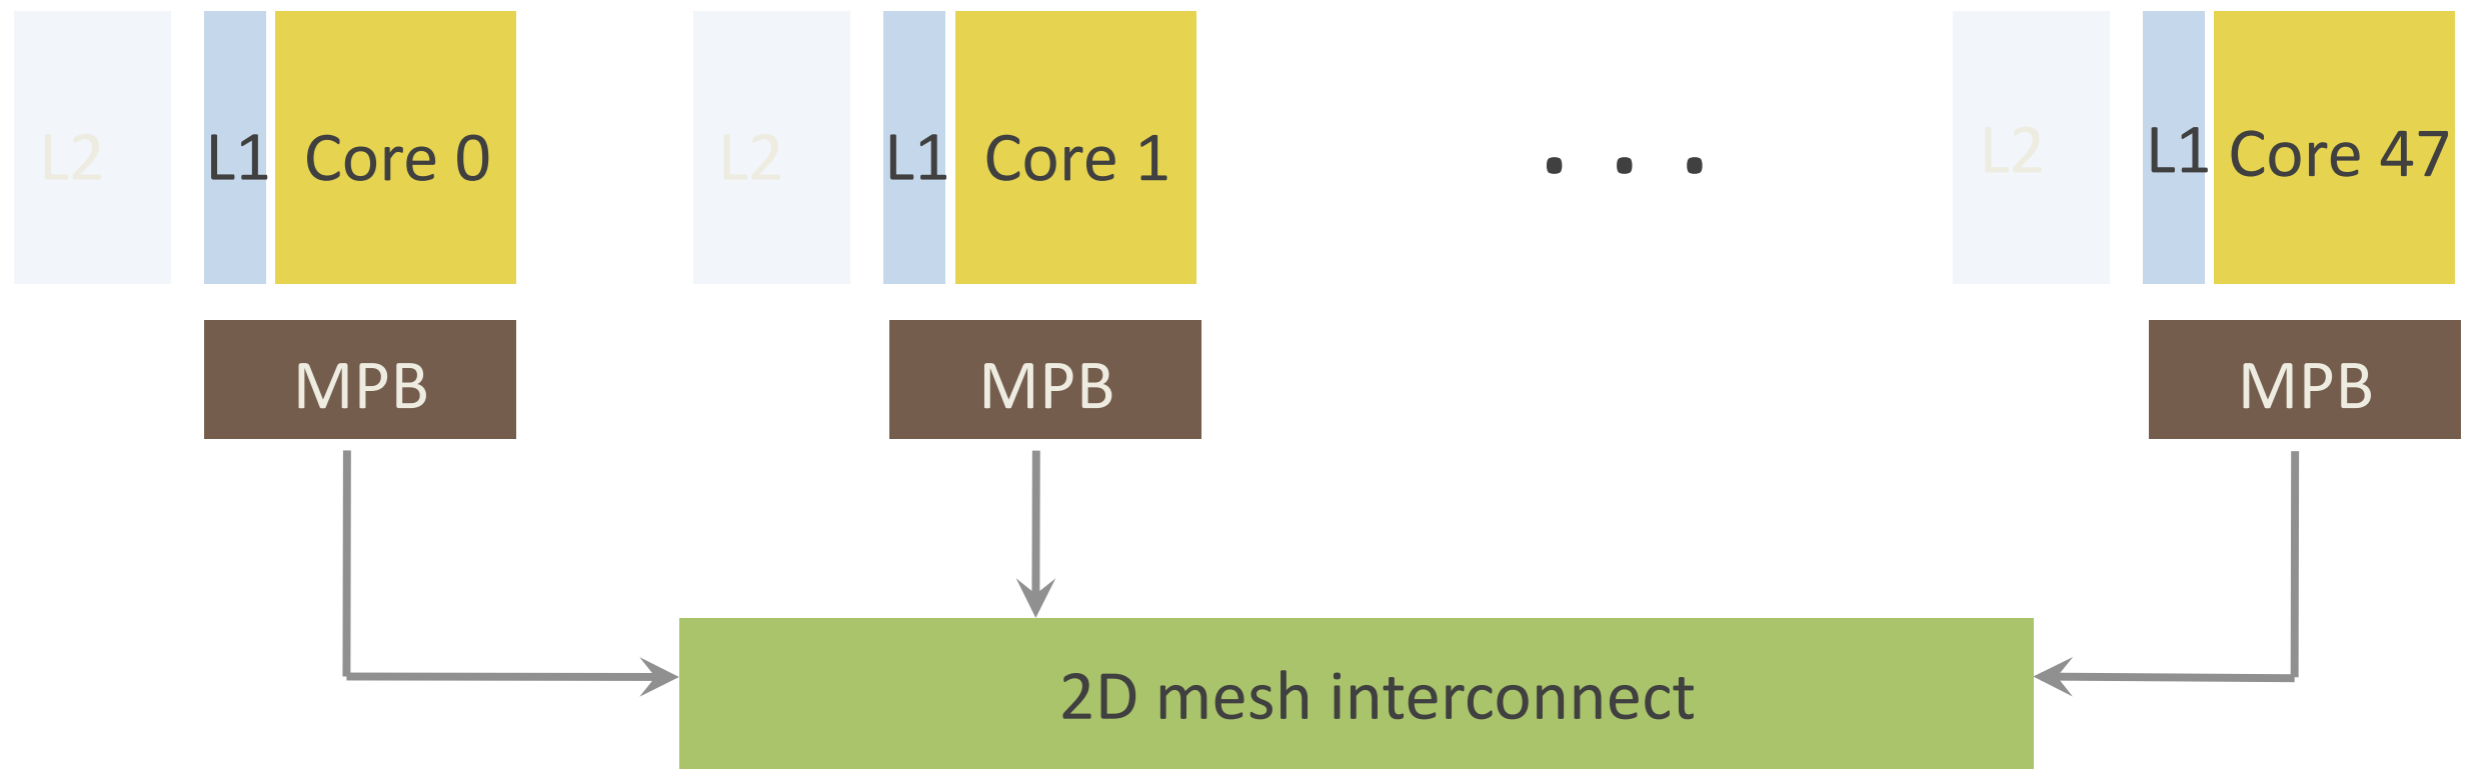 L2 L1 Core 0 L2 L1 Core 1 . . . L2 L1 Core 47
MPB MPB MPB
2D mesh interconnect